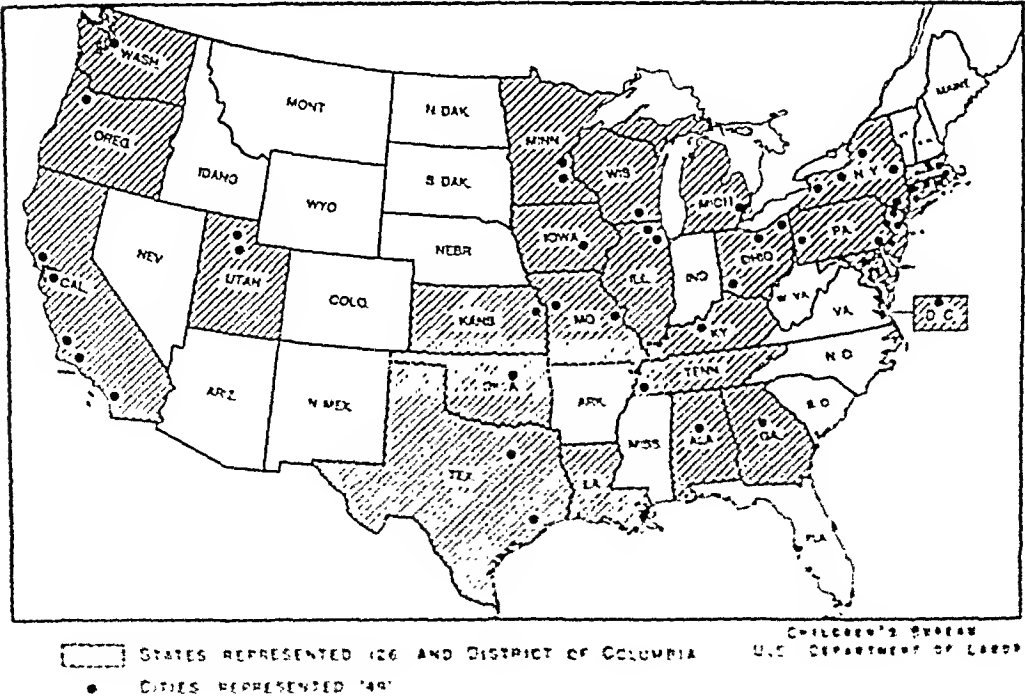 WASH.
MONT
N. DAK.
MINN
MAINE
OREG.
IDAHO
S. DAK.
WIS
N.Y.
WYO
MICH
NEV
NEBR
IOWA
PA.
UTAH
ILL.
IND
OHIO
CAL.
COLO.
W. VA.
VA.
D.C.
KANS
MO
KY
N.C.
TENN
ARIZ.
N. MEX.
OKLA
ARK.
S.C.
MISS
ALA
GA.
TEX.
LA.
FLA
CHILDREN'S BUREAU
U.S. DEPARTMENT OF LABOR
STATES REPRESENTED (26) AND DISTRICT OF COLUMBIA
CITIES REPRESENTED (49)